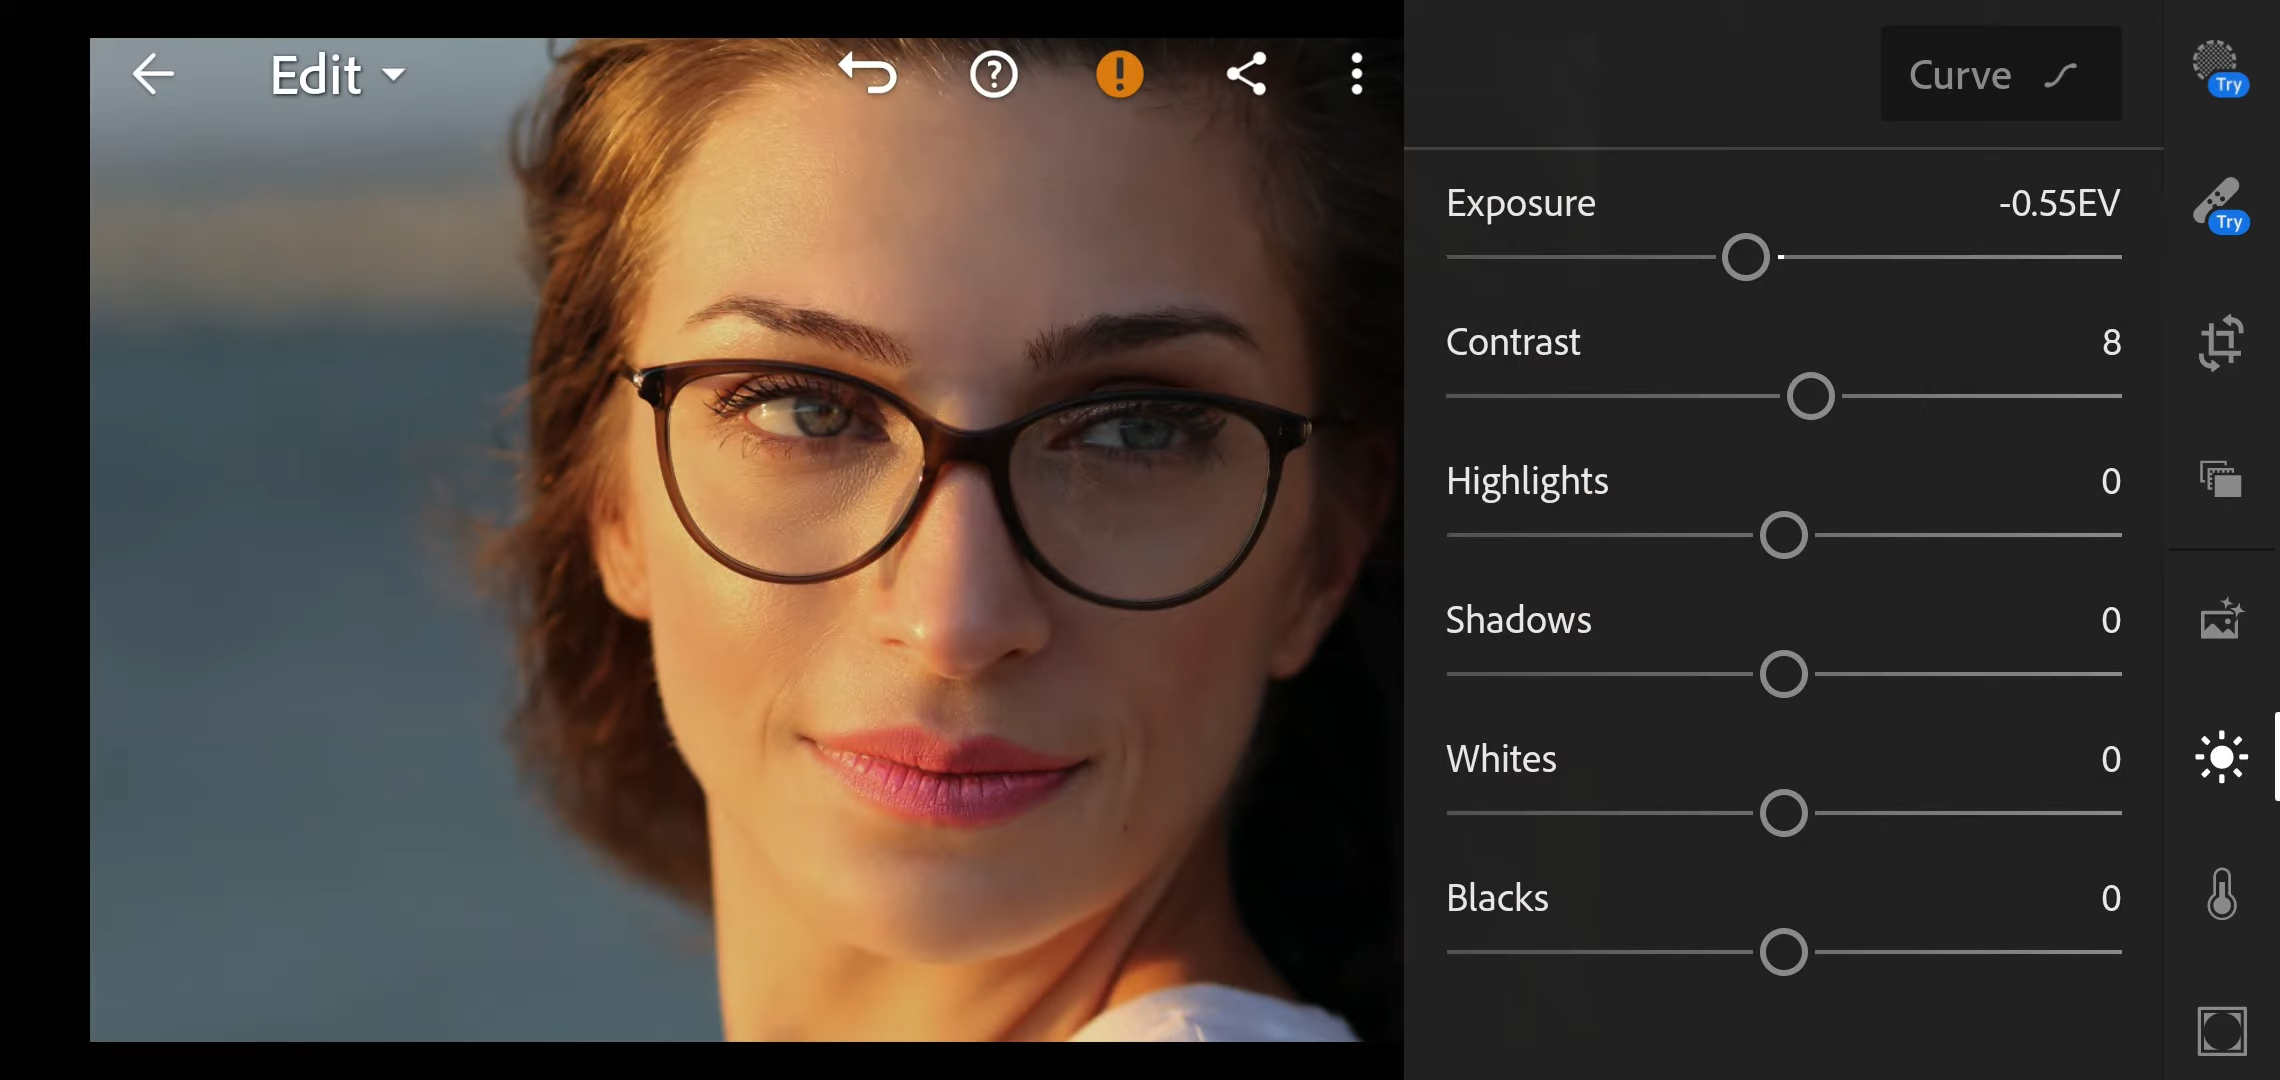 Edit
Curve
Try
Exposure -0.55EV
Try
Contrast 8
Highlights 0
Shadows 0
Whites 0
Blacks 0